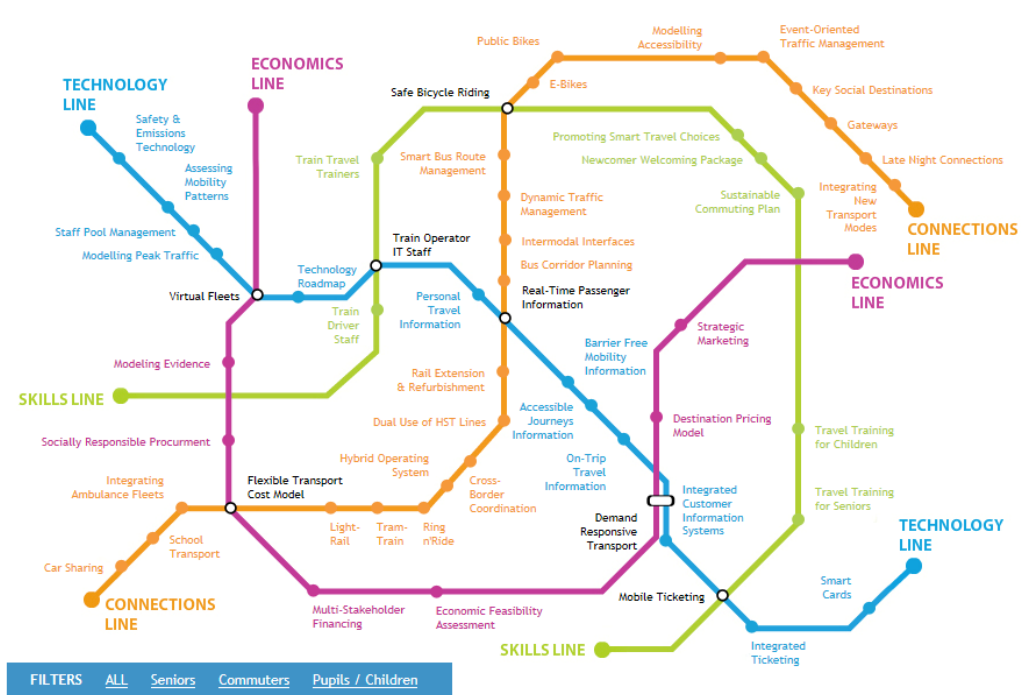 Public Bikes
Modelling
Accessibility
Event-Oriented
Traffic Management
ECONOMICS
LINE
TECHNOLOGY
LINE
E-Bikes
Safe Bicycle Riding
Key Social Destinations
Safety &
Emissions
Technology
Gateways
Promoting Smart Travel Choices
Train Travel
Trainers
Smart Bus Route
Management
Newcomer Welcoming Package
Late Night Connections
Assessing
Mobility
Patterns
Sustainable
Commuting Plan
Integrating
New
Transport
Modes
Dynamic Traffic
Management
CONNECTIONS
LINE
Staff Pool Management
Modelling Peak Traffic
Train Operator
IT Staff
Intermodal Interfaces
Bus Corridor Planning
Technology
Roadmap
ECONOMICS
LINE
Virtual Fleets
Personal
Travel
Information
Real-Time Passenger
Information
Train
Driver
Staff
Strategic
Marketing
Barrier Free
Mobility
Information
Modeling Evidence
Rail Extension
& Refurbishment
SKILLS LINE
Accessible
Journeys
Information
Dual Use of HST Lines
Destination Pricing
Model
Travel Training
for Children
Socially Responsible Procurment
Hybrid Operating
System
On-Trip
Travel
Information
Integrating
Ambulance Fleets
Flexible Transport
Cost Model
Cross-
Border
Coordination
Integrated
Customer
Information
Systems
Travel Training
for Seniors
Light-
Rail
Tram-
Train
Ring
n'Ride
Demand
Responsive
Transport
TECHNOLOGY
LINE
School
Transport
Car Sharing
Smart
Cards
Mobile Ticketing
CONNECTIONS
LINE
Multi-Stakeholder
Financing
Economic Feasibility
Assessment
SKILLS LINE
Integrated
Ticketing
FILTERS ALL Seniors Commuters Pupils / Children